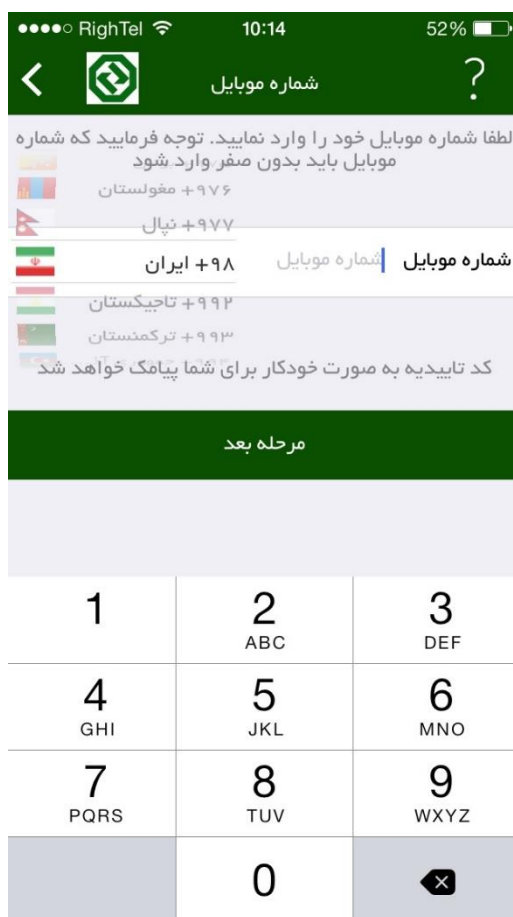 RighTel 10:14 52%
شماره موبایل ?
لطفا شماره موبایل خود را وارد نمایید. توجه فرمایید که شماره
موبایل باید بدون صفر وارد شود
+۹۷۶ مغولستان
+۹۷۷ نپال
شماره موبایل شماره موبایل +۹۸ ایران
+۹۹۲ تاجیکستان
+۹۹۳ ترکمنستان
کد تاییدیه به صورت خودکار برای شما پیامک خواهد شد
مرحله بعد
1 2 3
ABC DEF
4 5 6
GHI JKL MNO
7 8 9
PQRS TUV WXYZ
0